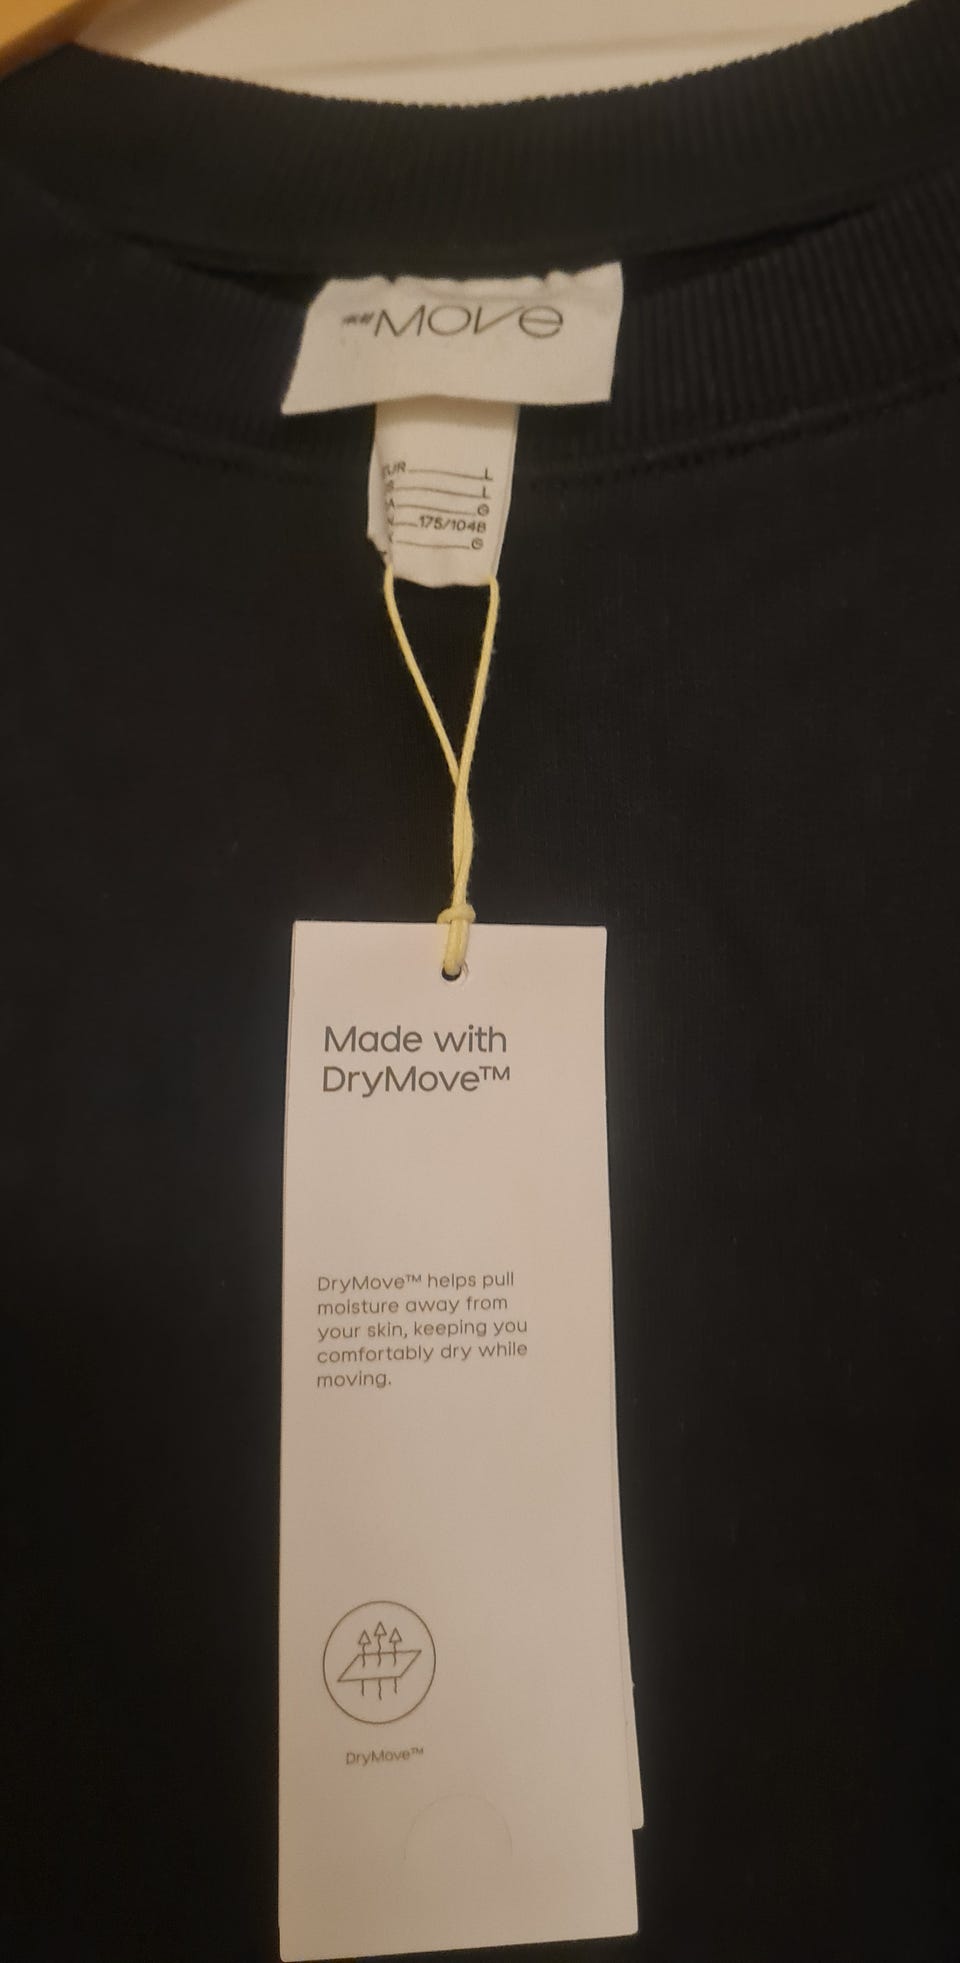 H&M MOVE
EUR L
L
G
175/104B
G
Made with
DryMove™
DryMove™ helps pull
moisture away from
your skin, keeping you
comfortably dry while
moving.
DryMove™